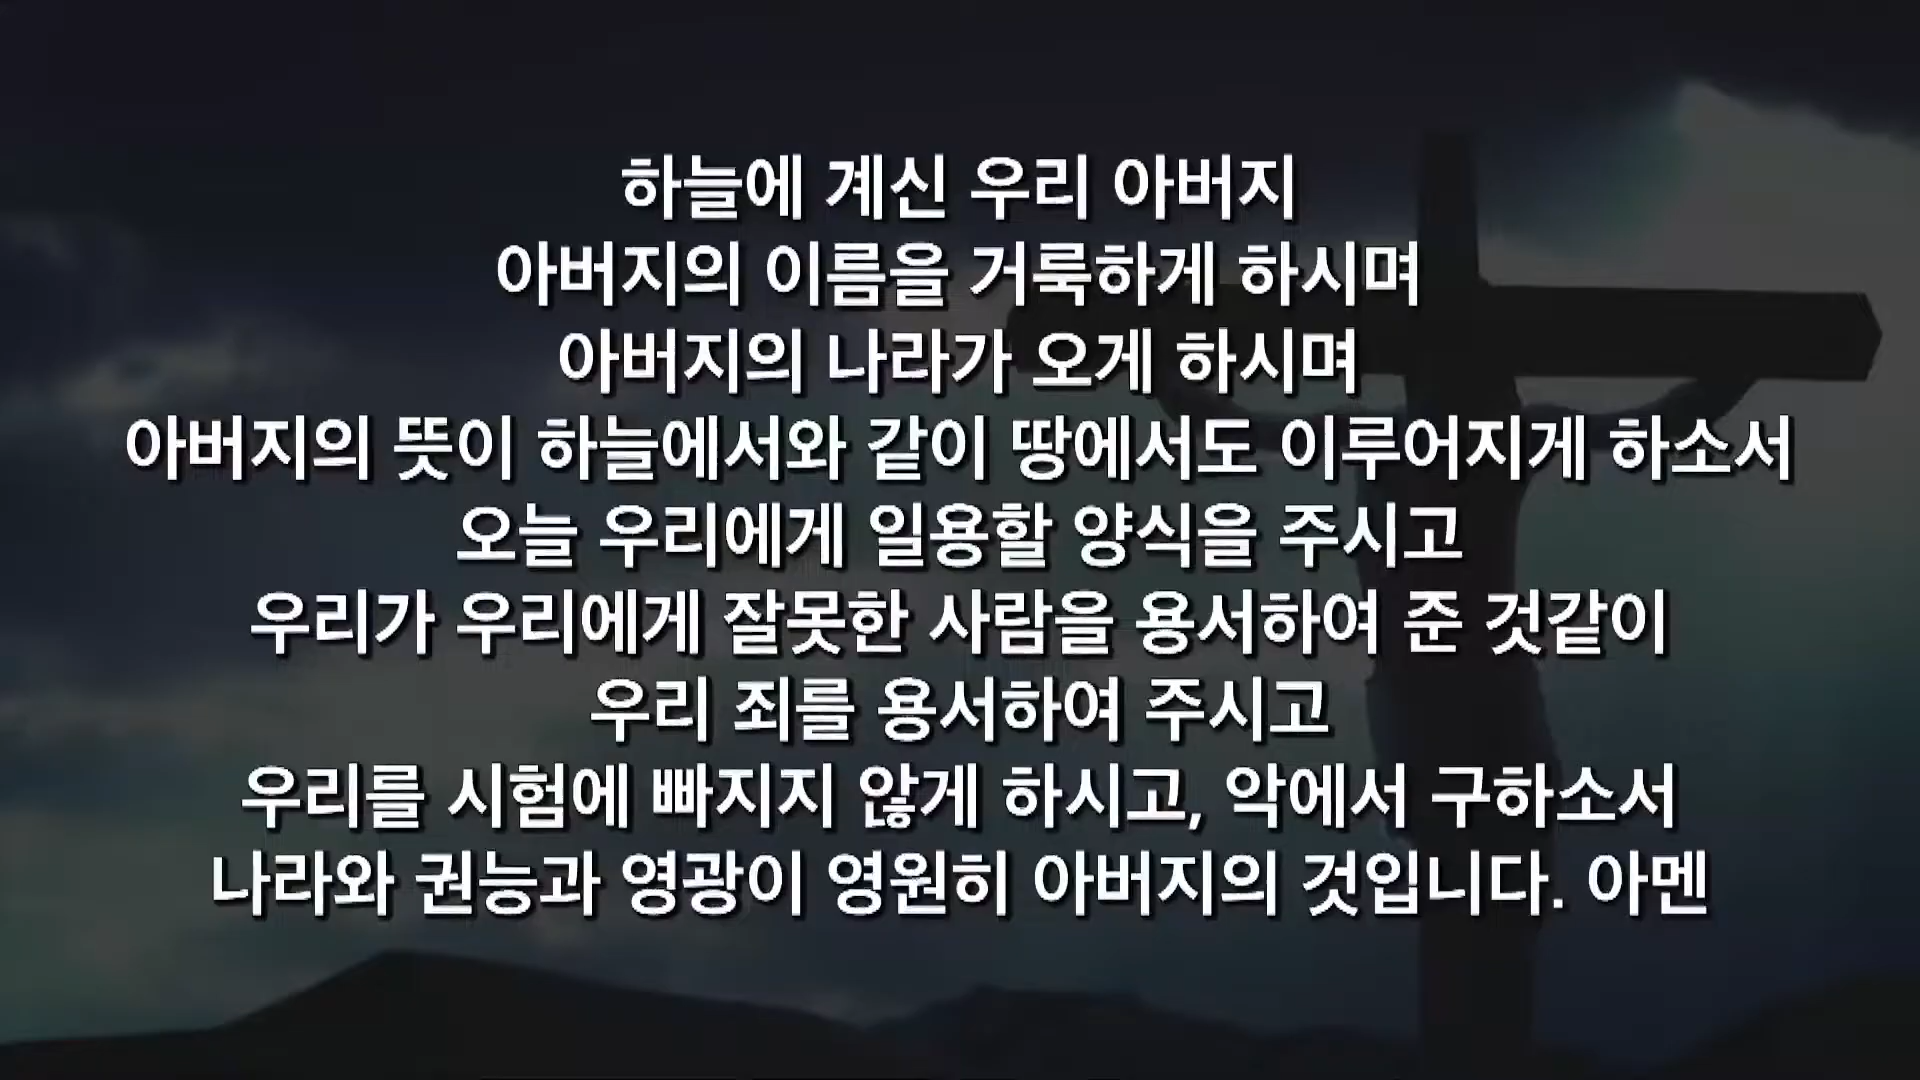 하늘에 계신 우리 아버지
아버지의 이름을 거룩하게 하시며
아버지의 나라가 오게 하시며
아버지의 뜻이 하늘에서와 같이 땅에서도 이루어지게 하소서
오늘 우리에게 일용할 양식을 주시고
우리가 우리에게 잘못한 사람을 용서하여 준 것같이
우리 죄를 용서하여 주시고
우리를 시험에 빠지지 않게 하시고, 악에서 구하소서
나라와 권능과 영광이 영원히 아버지의 것입니다. 아멘